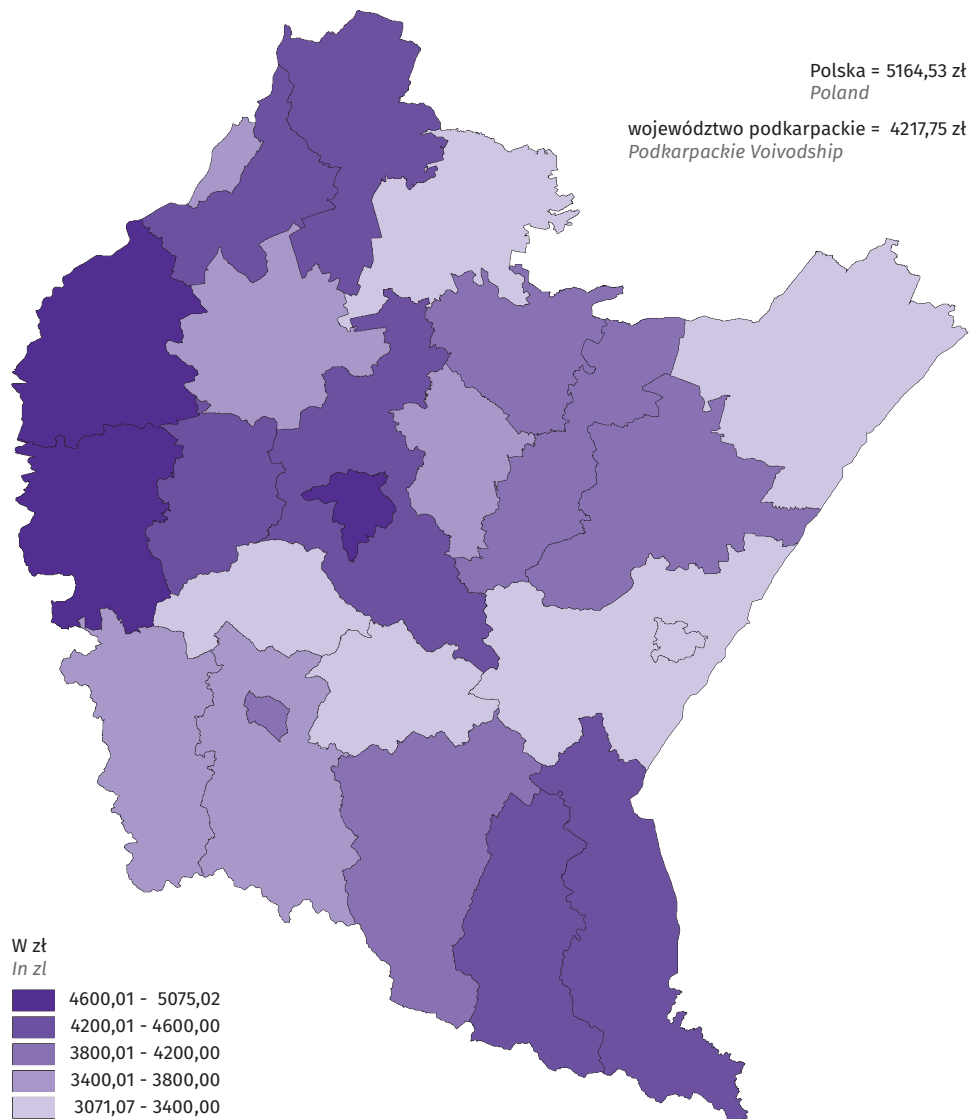 Polska = 5164,53 zł
Poland
województwo podkarpackie = 4217,75 zł
Podkarpackie Voivodship
W zł
In zl
4600,01 - 5075,02
4200,01 - 4600,00
3800,01 - 4200,00
3400,01 - 3800,00
3071,07 - 3400,00